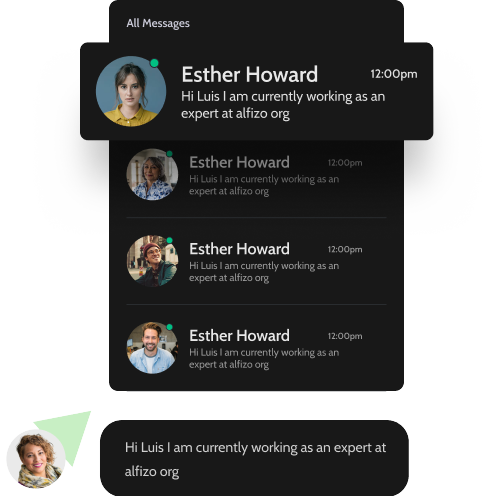 All Messages
Esther Howard 12:00pm
Hi Luis I am currently working as an
expert at alfizo org
Esther Howard 12:00pm
Hi Luis I am currently working as an
expert at alfizo org
Esther Howard 12:00pm
Hi Luis I am currently working as an
expert at alfizo org
Esther Howard 12:00pm
Hi Luis I am currently working as an
expert at alfizo org
Hi Luis I am currently working as an expert at
alfizo org